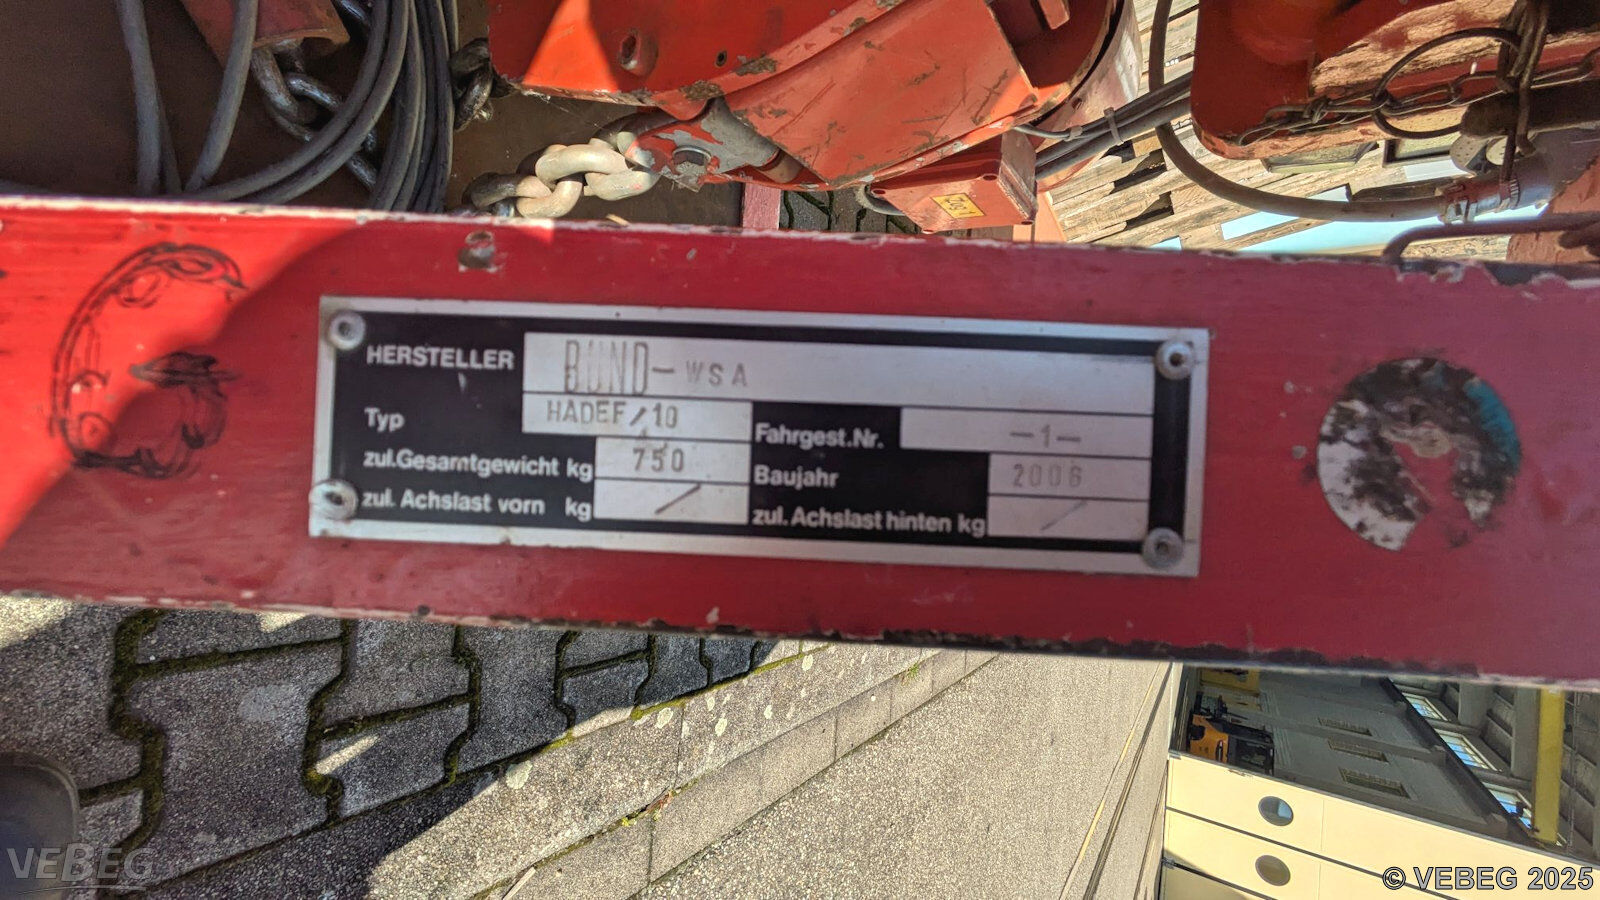 HERSTELLER BUND-WSA
Typ HADEF/10 Fahrgest.Nr. -1-
zul.Gesamtgewicht kg 750 Baujahr 2006
zul. Achslast vorn kg / zul. Achslast hinten kg /
VEBEG
© VEBEG 2025